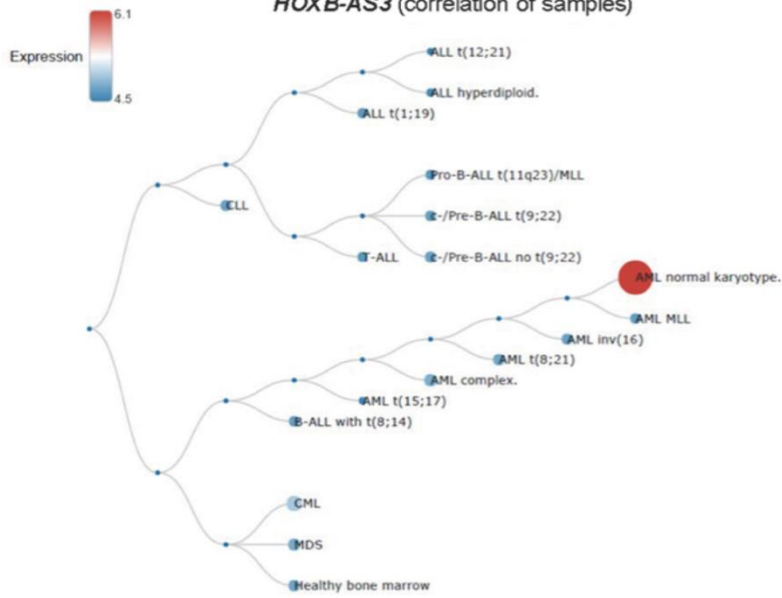 HOXB-AS3 (correlation of samples)
6.1
Expression
4.5
ALL t(12;21)
ALL hyperdiploid.
ALL t(1;19)
Pro-B-ALL t(11q23)/MLL
CLL
c-/Pre-B-ALL t(9;22)
T-ALL
c-/Pre-B-ALL no t(9;22)
AML normal karyotype.
AML MLL
AML inv(16)
AML t(8;21)
AML complex.
AML t(15;17)
B-ALL with t(8;14)
CML
MDS
Healthy bone marrow